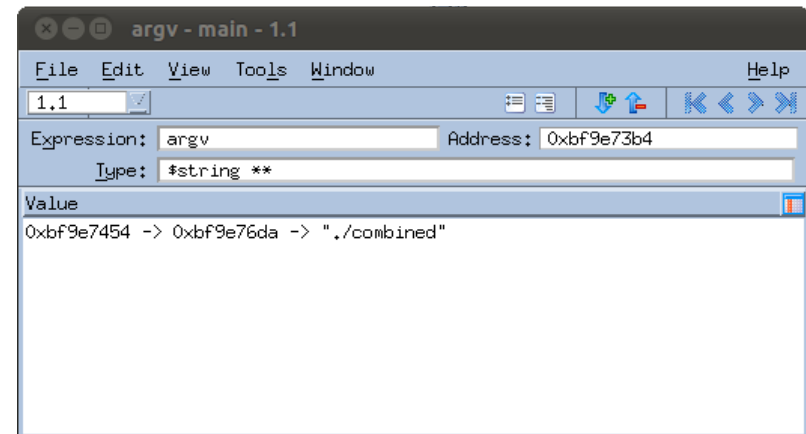 argv - main - 1.1
File Edit View Tools Window Help
1.1
Expression: argv Address: 0xbf9e73b4
Type: $string **
Value
0xbf9e7454 -> 0xbf9e76da -> "./combined"